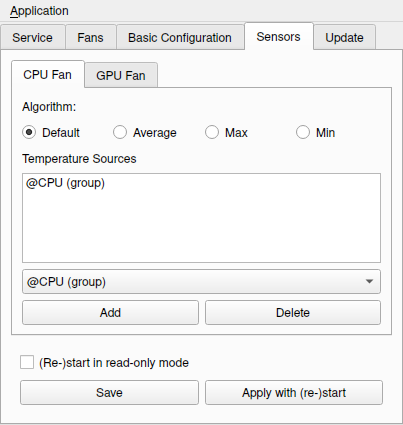 Application
Service Fans Basic Configuration Sensors Update
CPU Fan GPU Fan
Algorithm:
Default Average Max Min
Temperature Sources
@CPU (group)
@CPU (group)
Add Delete
(Re-)start in read-only mode
Save Apply with (re-)start